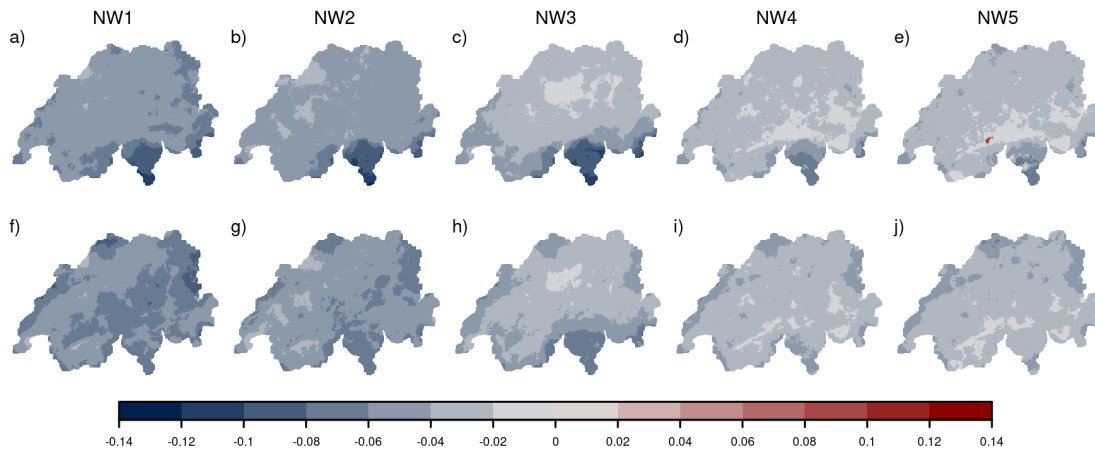 NW1 NW2 NW3 NW4 NW5
a) b) c) d) e)
f) g) h) i) j)
-0.14 -0.12 -0.1 -0.08 -0.06 -0.04 -0.02 0 0.02 0.04 0.06 0.08 0.1 0.12 0.14